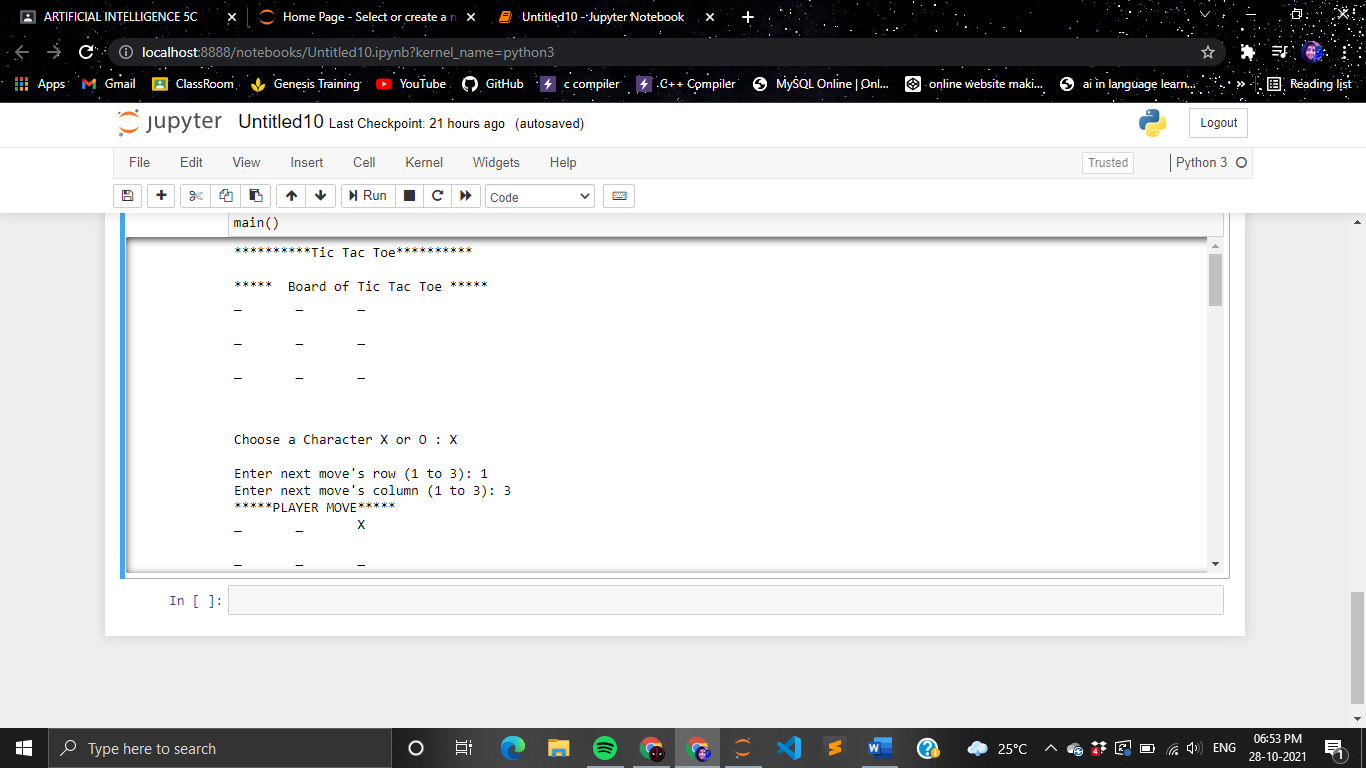 ARTIFICIAL INTELLIGENCE 5C
Home Page - Select or create a n
Untitled10 - Jupyter Notebook
localhost:8888/notebooks/Untitled10.ipynb?kernel_name=python3
Apps Gmail ClassRoom Genesis Training YouTube GitHub c compiler C++ Compiler MySQL Online | Onl... online website maki... ai in language learn... » Reading list
jupyter Untitled10 Last Checkpoint: 21 hours ago (autosaved) Logout
File Edit View Insert Cell Kernel Widgets Help Trusted Python 3
Run Code
main()
**********Tic Tac Toe**********
***** Board of Tic Tac Toe *****
_ _ _
_ _ _
_ _ _
Choose a Character X or O : X
Enter next move's row (1 to 3): 1
Enter next move's column (1 to 3): 3
*****PLAYER MOVE*****
_ _ X
_ _ _
In [ ]:
Type here to search
4
25°C
ENG
06:53 PM
28-10-2021
1